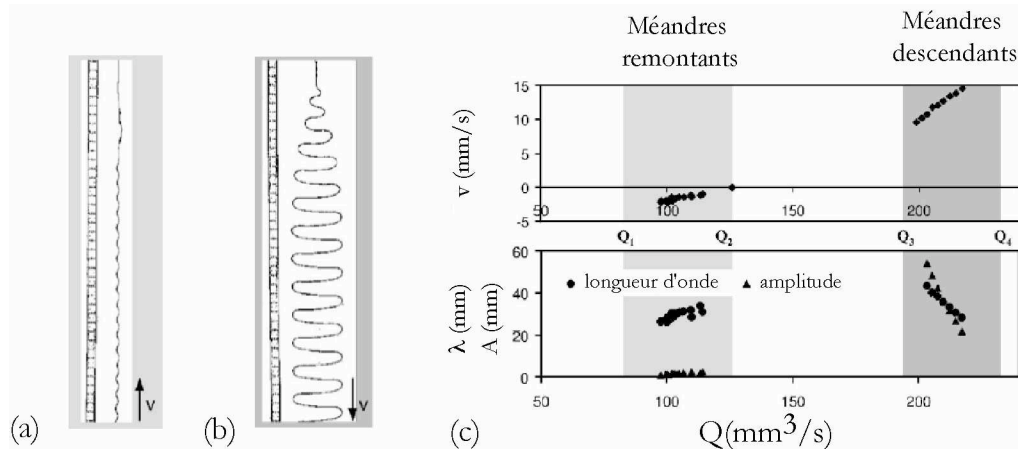 Méandres
remontants
Méandres
descendants
v (mm/s)
15
10
5
0
-5
50
100
150
200
Q1
Q2
Q3
Q4
λ (mm)
A (mm)
60
40
20
0
longueur d'onde
amplitude
50
100
150
200
Q(mm³/s)
v
(a)
v
(b)
(c)